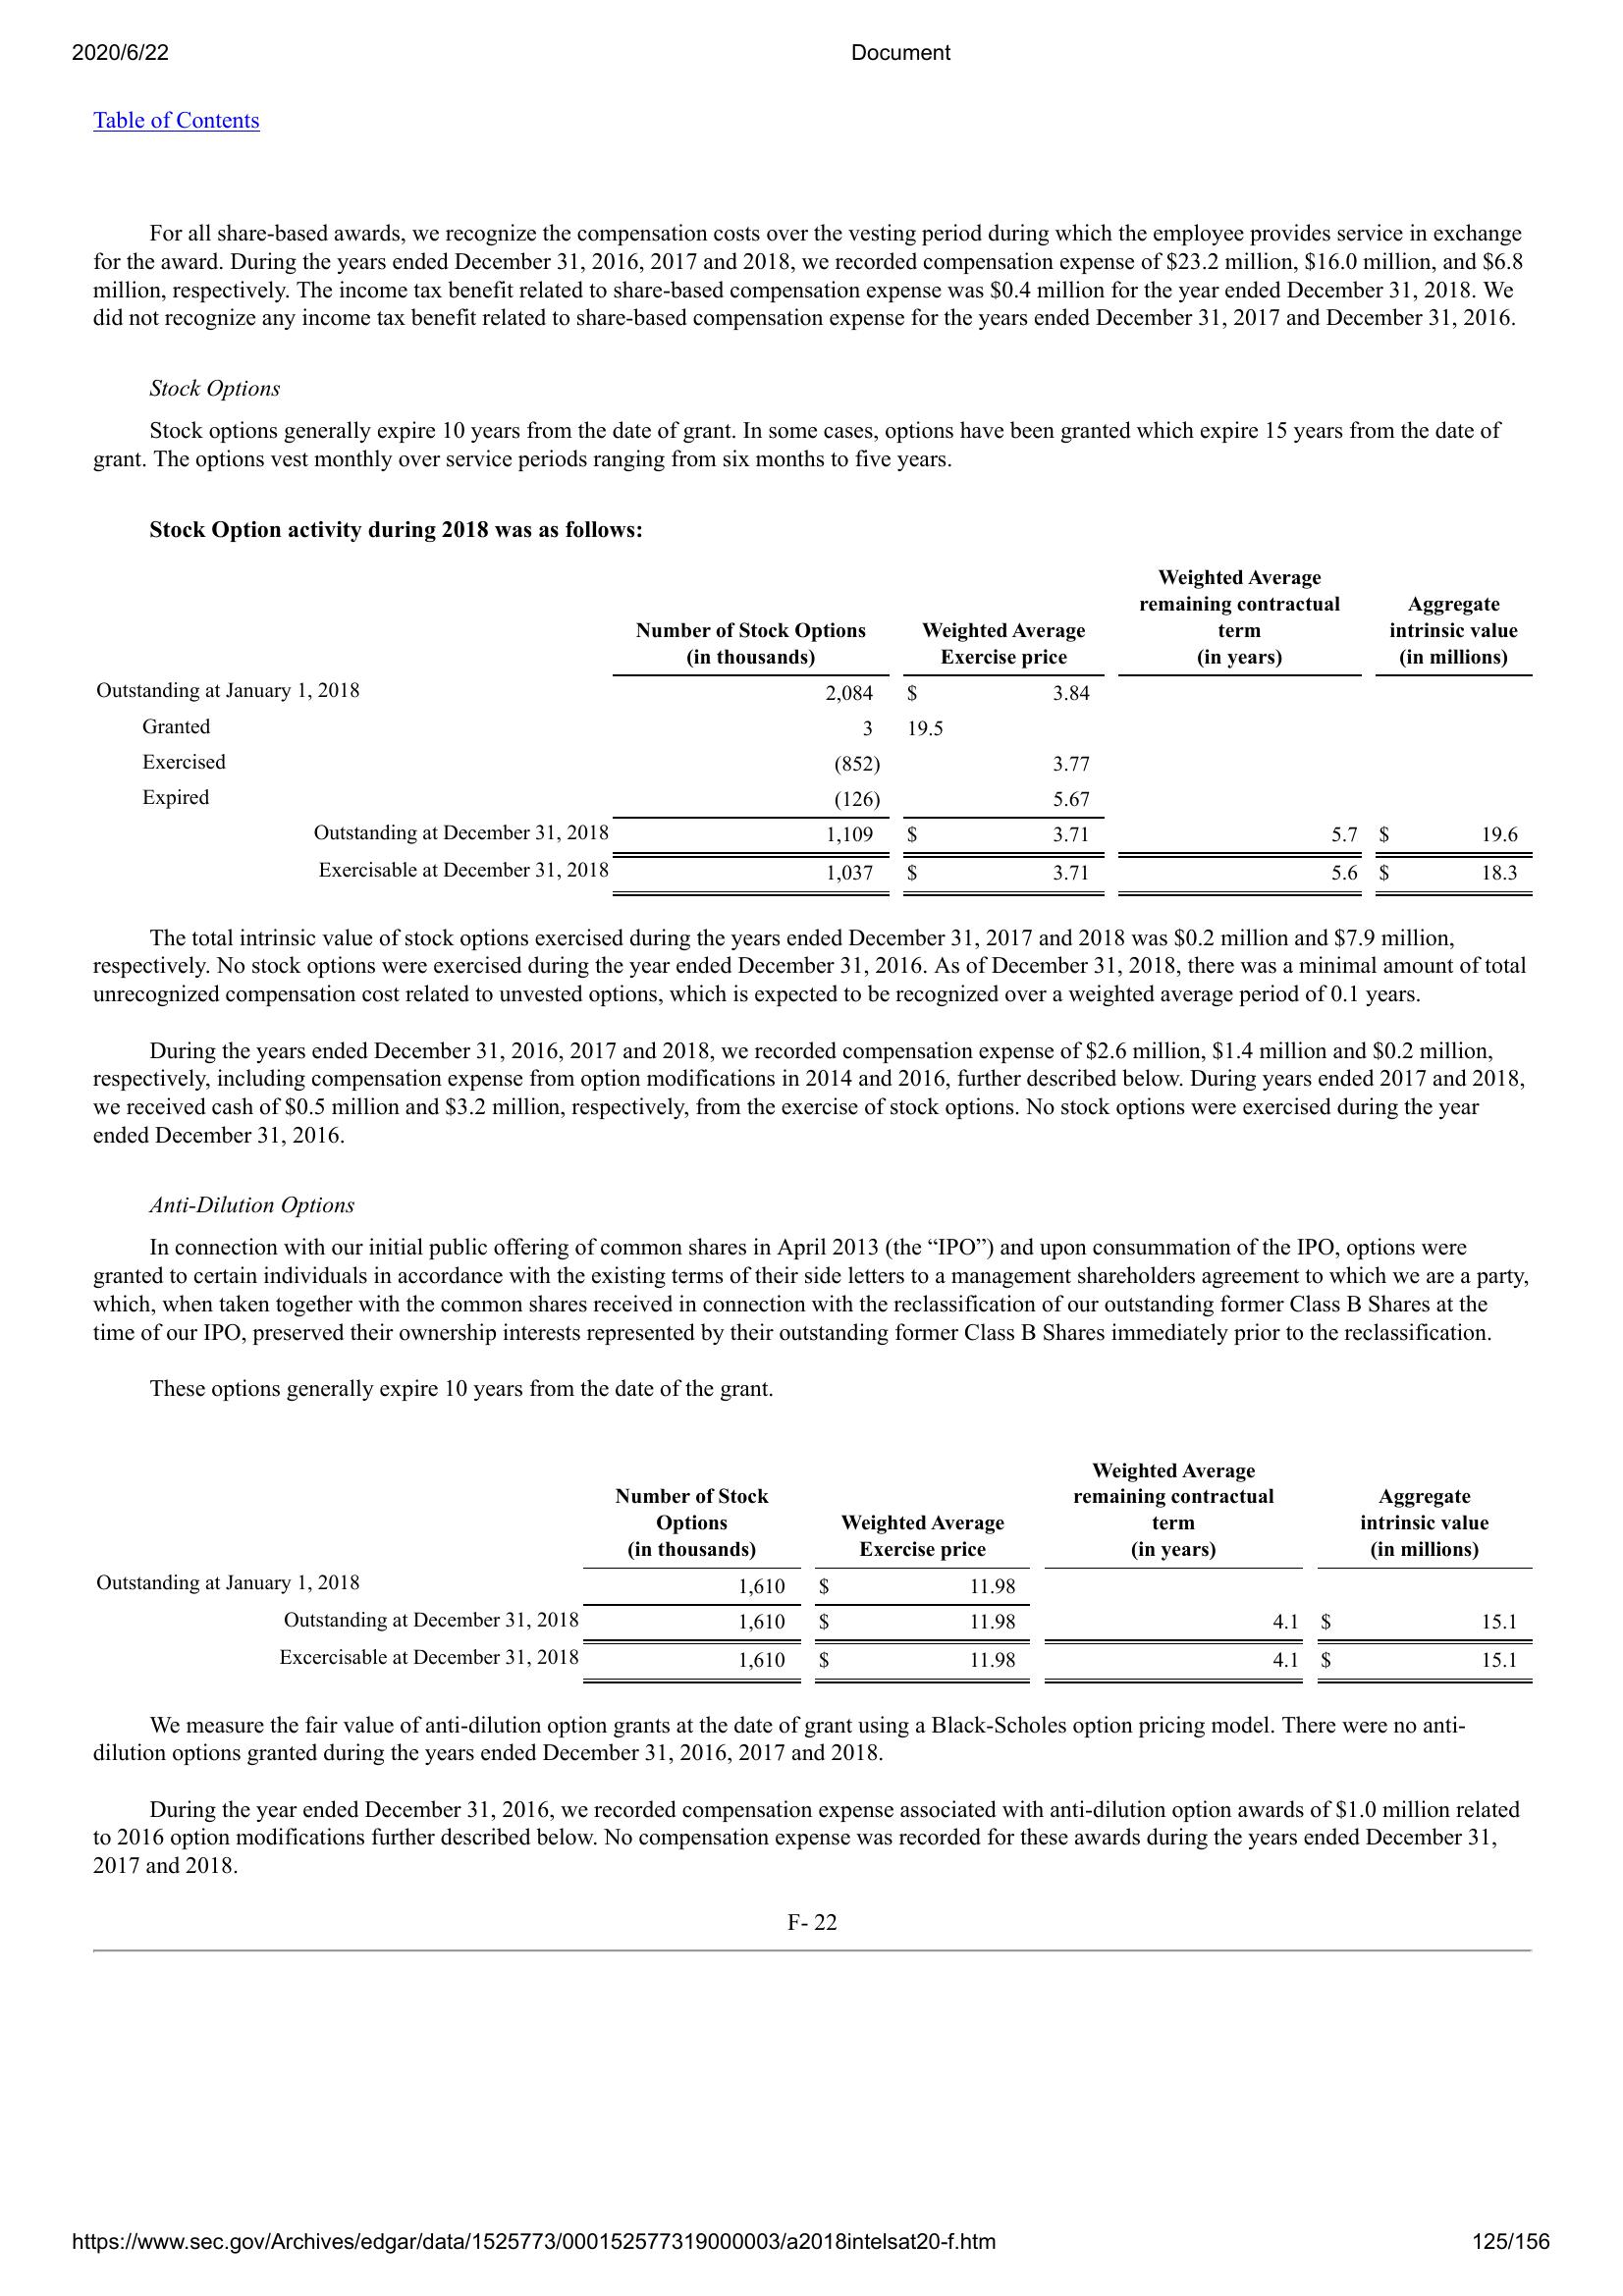 2020/6/22 Document
Table of Contents
For all share-based awards, we recognize the compensation costs over the vesting period during which the employee provides service in exchange
for the award. During the years ended December 31, 2016, 2017 and 2018, we recorded compensation expense of $23.2 million, $16.0 million, and $6.8
million, respectively. The income tax benefit related to share-based compensation expense was $0.4 million for the year ended December 31, 2018. We
did not recognize any income tax benefit related to share-based compensation expense for the years ended December 31, 2017 and December 31, 2016.
Stock Options
Stock options generally expire 10 years from the date of grant. In some cases, options have been granted which expire 15 years from the date of
grant. The options vest monthly over service periods ranging from six months to five years.
Stock Option activity during 2018 was as follows:
Weighted Average
remaining contractual Aggregate
Number of Stock Options Weighted Average term intrinsic value
(in thousands) Exercise price (in years) (in millions)
Outstanding at January 1, 2018 2,084 $ 3.84
Granted 3 19.5
Exercised (852) 3.77
Expired (126) 5.67
Outstanding at December 31, 2018 1,109 $ 3.71 5.7 $ 19.6
Exercisable at December 31, 2018 1,037 $ 3.71 5.6 $ 18.3
The total intrinsic value of stock options exercised during the years ended December 31, 2017 and 2018 was $0.2 million and $7.9 million,
respectively. No stock options were exercised during the year ended December 31, 2016. As of December 31, 2018, there was a minimal amount of total
unrecognized compensation cost related to unvested options, which is expected to be recognized over a weighted average period of 0.1 years.
During the years ended December 31, 2016, 2017 and 2018, we recorded compensation expense of $2.6 million, $1.4 million and $0.2 million,
respectively, including compensation expense from option modifications in 2014 and 2016, further described below. During years ended 2017 and 2018,
we received cash of $0.5 million and $3.2 million, respectively, from the exercise of stock options. No stock options were exercised during the year
ended December 31, 2016.
Anti-Dilution Options
In connection with our initial public offering of common shares in April 2013 (the “IPO”) and upon consummation of the IPO, options were
granted to certain individuals in accordance with the existing terms of their side letters to a management shareholders agreement to which we are a party,
which, when taken together with the common shares received in connection with the reclassification of our outstanding former Class B Shares at the
time of our IPO, preserved their ownership interests represented by their outstanding former Class B Shares immediately prior to the reclassification.
These options generally expire 10 years from the date of the grant.
Weighted Average
Number of Stock remaining contractual Aggregate
Options Weighted Average term intrinsic value
(in thousands) Exercise price (in years) (in millions)
Outstanding at January 1, 2018 1,610 $ 11.98
Outstanding at December 31, 2018 1,610 $ 11.98 4.1 $ 15.1
Excercisable at December 31, 2018 1,610 $ 11.98 4.1 $ 15.1
We measure the fair value of anti-dilution option grants at the date of grant using a Black-Scholes option pricing model. There were no anti-
dilution options granted during the years ended December 31, 2016, 2017 and 2018.
During the year ended December 31, 2016, we recorded compensation expense associated with anti-dilution option awards of $1.0 million related
to 2016 option modifications further described below. No compensation expense was recorded for these awards during the years ended December 31,
2017 and 2018.
F- 22
https://www.sec.gov/Archives/edgar/data/1525773/000152577319000003/a2018intelsat20-f.htm 125/156